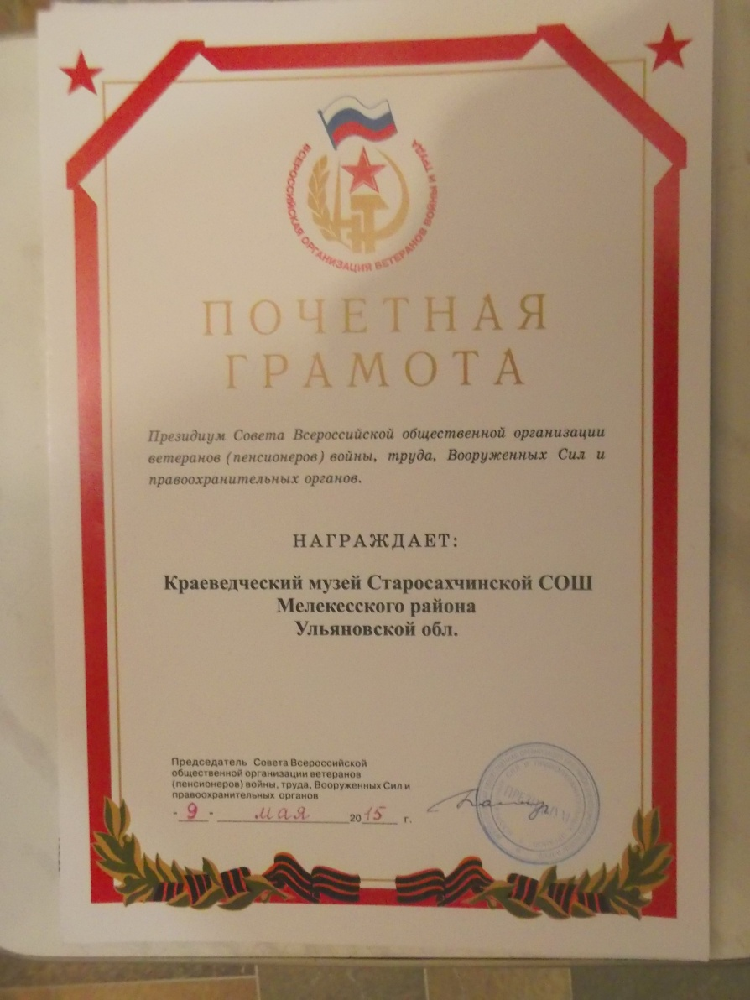 ВСЕРОССИЙСКАЯ ОРГАНИЗАЦИЯ ВЕТЕРАНОВ ВОЙНЫ И ТРУДА
ПОЧЕТНАЯ
ГРАМОТА
Президиум Совета Всероссийской общественной организации
ветеранов (пенсионеров) войны, труда, Вооруженных Сил и
правоохранительных органов.
НАГРАЖДАЕТ:
Краеведческий музей Старосахчинской СОШ
Мелекесского района
Ульяновской обл.
Председатель Совета Всероссийской
общественной организации ветеранов
(пенсионеров) войны, труда, Вооруженных Сил и
правоохранительных органов
"9" мая 2015 г.